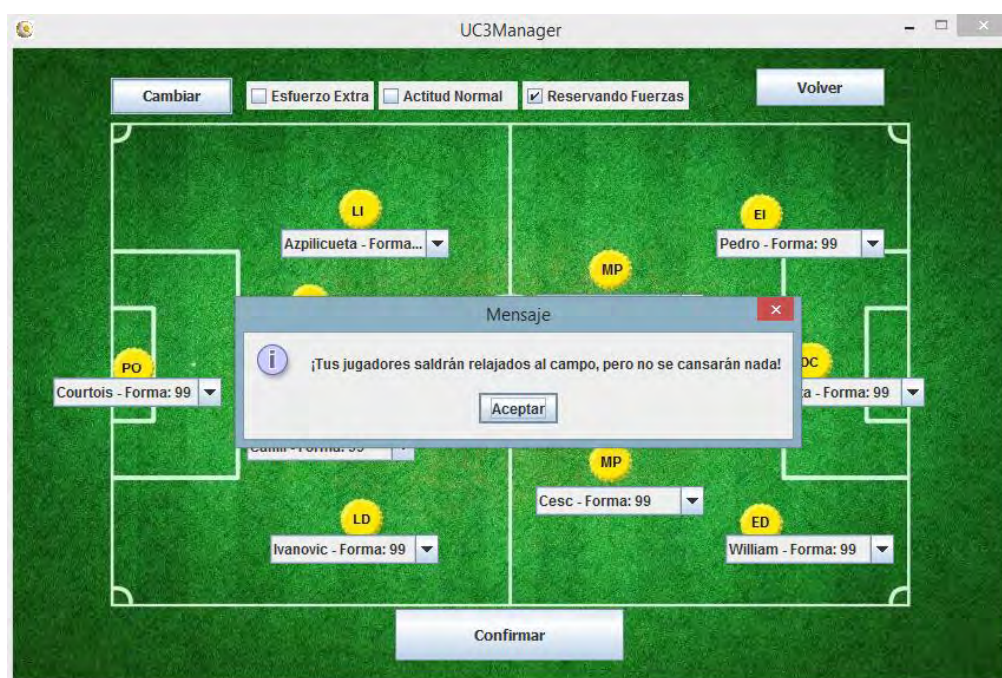 UC3Manager
Cambiar
Esfuerzo Extra
Actitud Normal
Reservando Fuerzas
Volver
LI
Azpilicueta - Forma...
EI
Pedro - Forma: 99
MP
Mensaje
¡Tus jugadores saldrán relajados al campo, pero no se cansarán nada!
Aceptar
PO
Courtois - Forma: 99
DC
a - Forma: 99
MP
Cesc - Forma: 99
LD
Ivanovic - Forma: 99
ED
William - Forma: 99
Confirmar